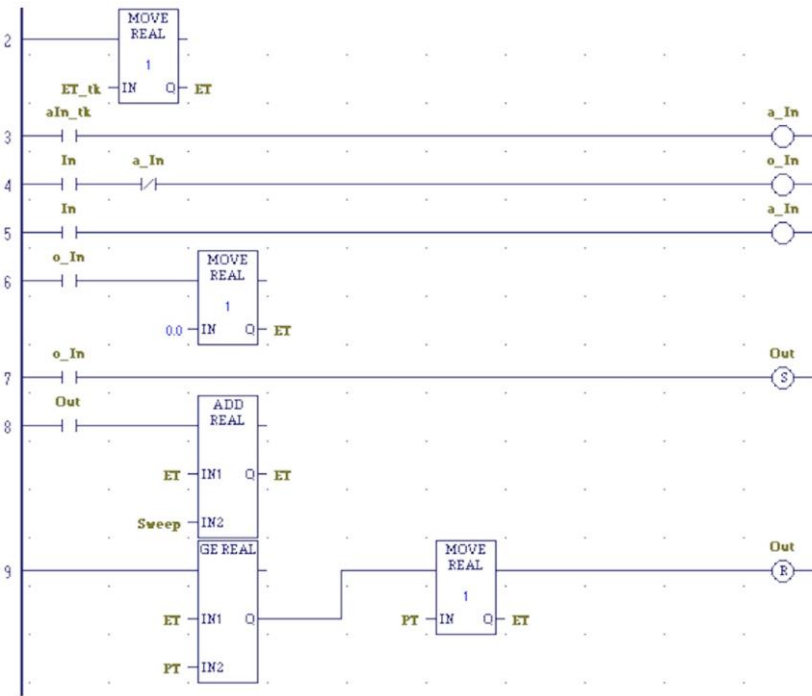 MOVE
REAL
2
1
ET_tk IN Q ET
aIn_tk a_In
3
In a_In o_In
4
In a_In
5
o_In MOVE
REAL
6
1
0.0 IN Q ET
o_In Out
7 S
Out ADD
REAL
8
ET IN1 Q ET
Sweep IN2
GE REAL MOVE
REAL Out
9 R
1
ET IN1 Q PT IN Q ET
PT IN2